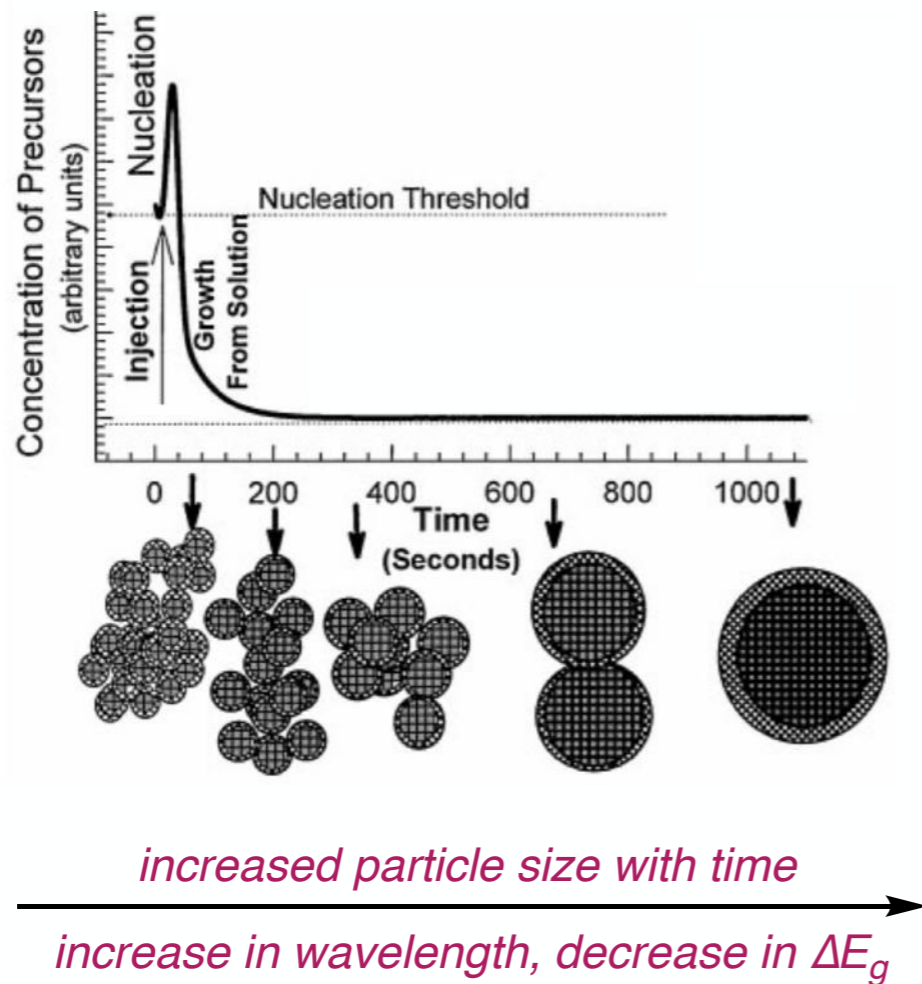 Concentration of Precursors
(arbitrary units)
Nucleation
Nucleation Threshold
Injection
Growth
From Solution
0 200 400 600 800 1000
Time
(Seconds)
increased particle size with time
increase in wavelength, decrease in ΔEg